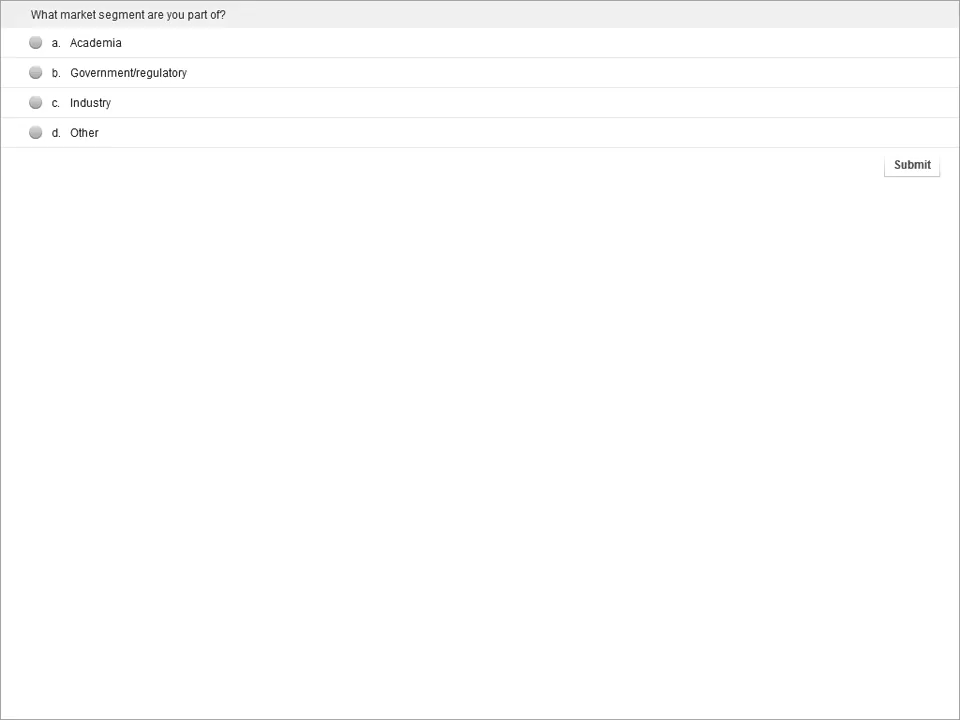 What market segment are you part of?
a. Academia
b. Government/regulatory
c. Industry
d. Other
Submit